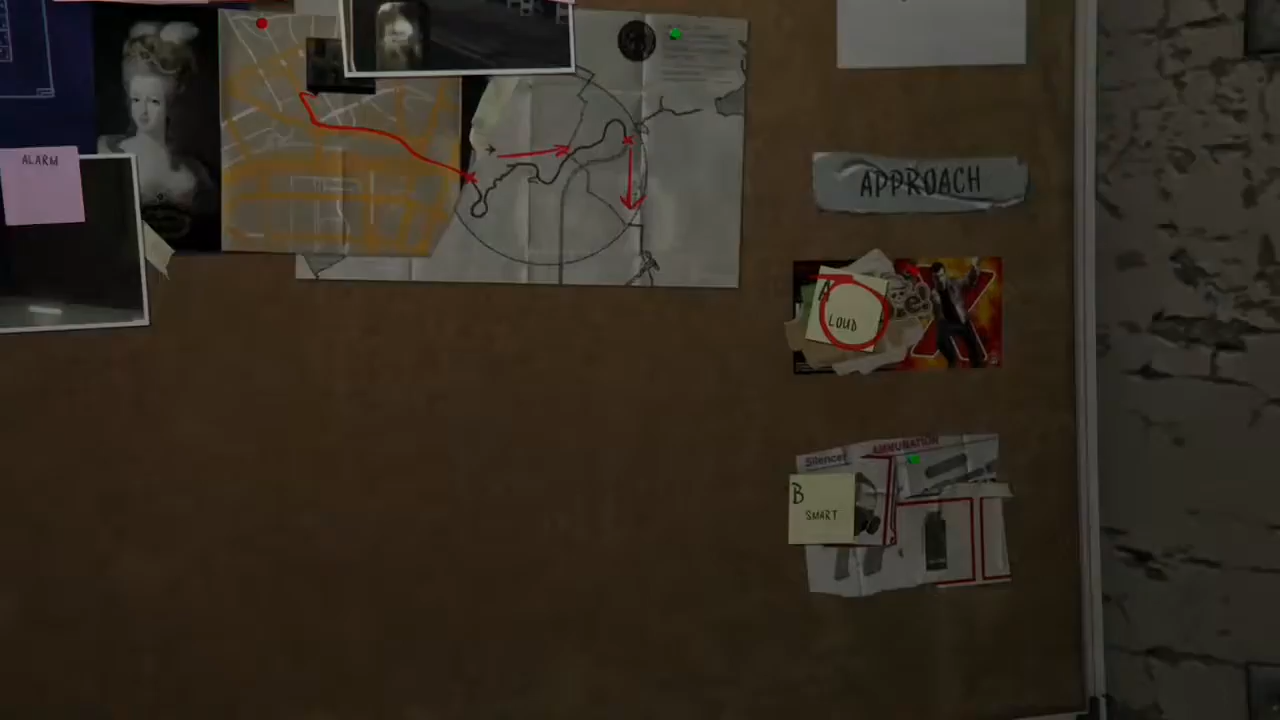 ALARM
APPROACH
A
LOUD
X
Silencer
AMMUNATION
B
SMART